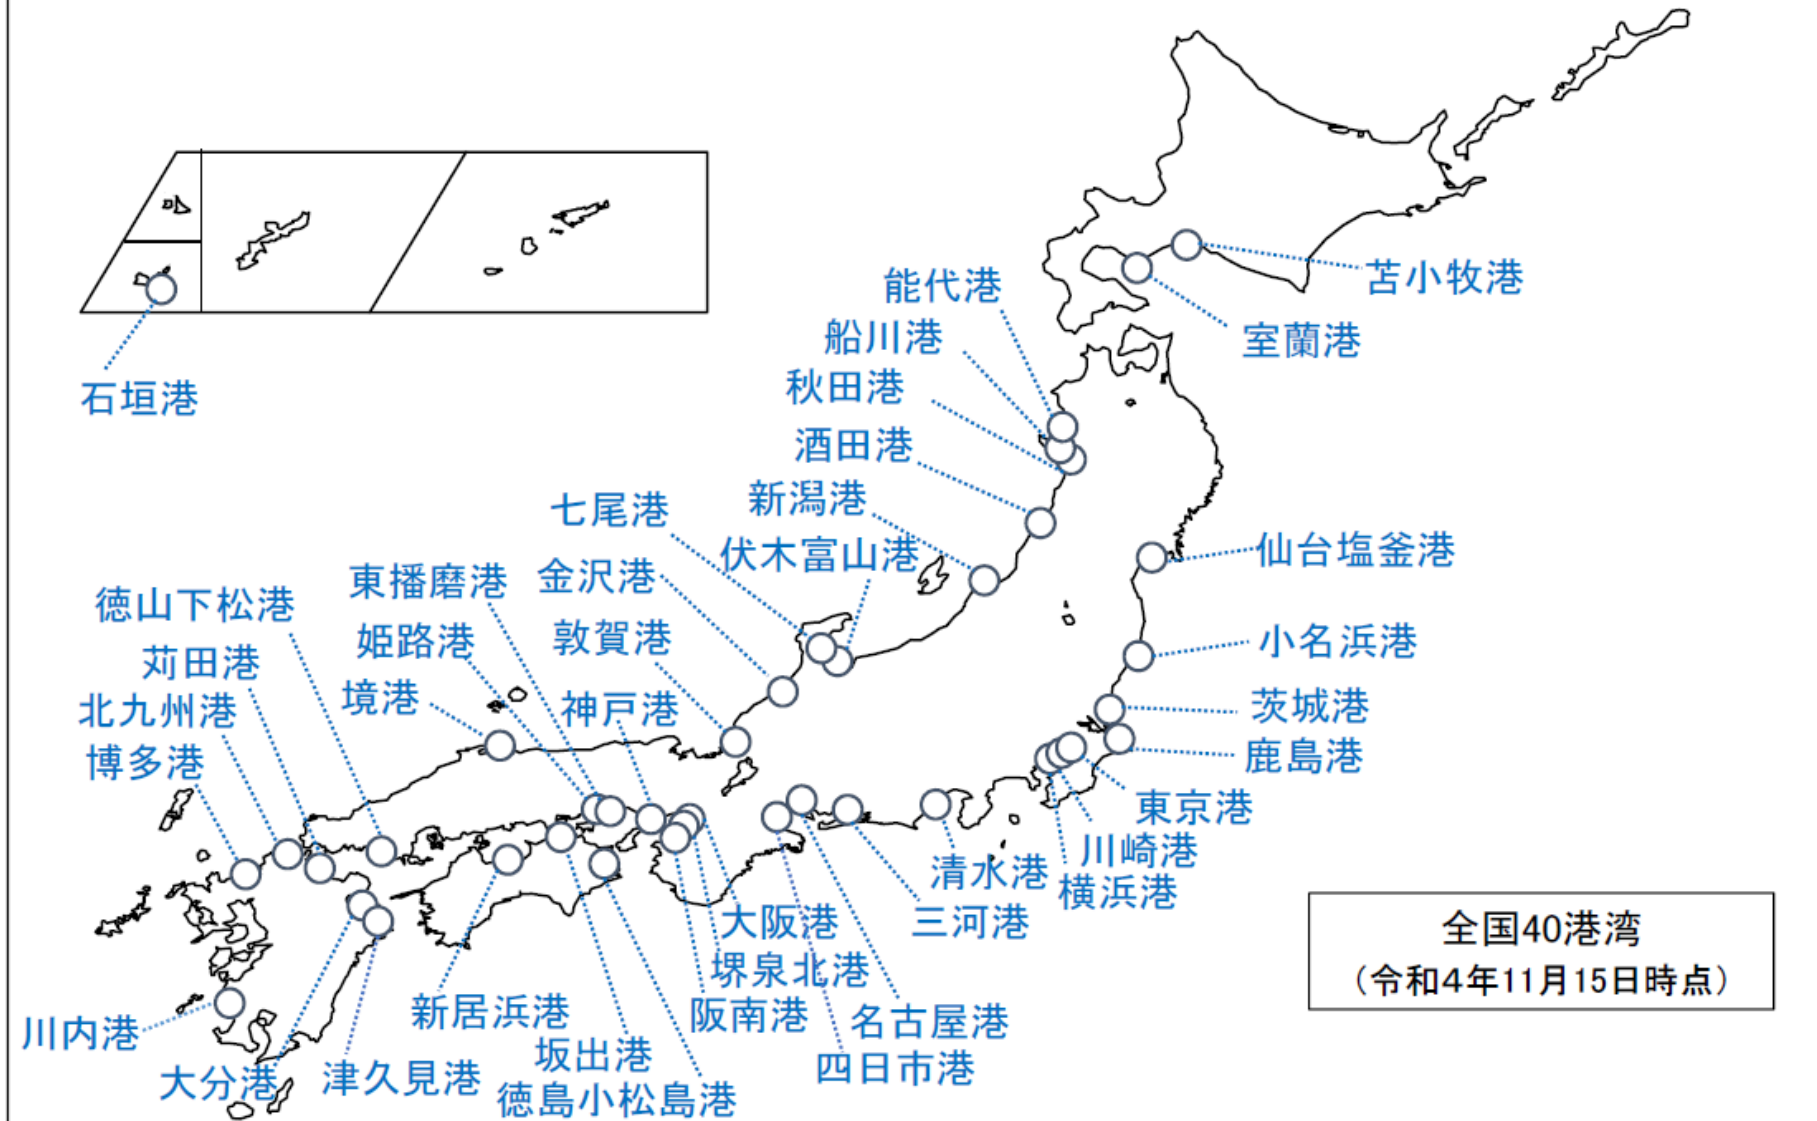 苫小牧港
室蘭港
能代港
船川港
秋田港
酒田港
新潟港
七尾港
伏木富山港
金沢港
敦賀港
東播磨港
姫路港
神戸港
境港
徳山下松港
苅田港
北九州港
博多港
石垣港
仙台塩釜港
小名浜港
茨城港
鹿島港
東京港
川崎港
横浜港
清水港
三河港
名古屋港
四日市港
大阪港
堺泉北港
阪南港
新居浜港
坂出港
徳島小松島港
川内港
大分港
津久見港
全国40港湾
（令和4年11月15日時点）